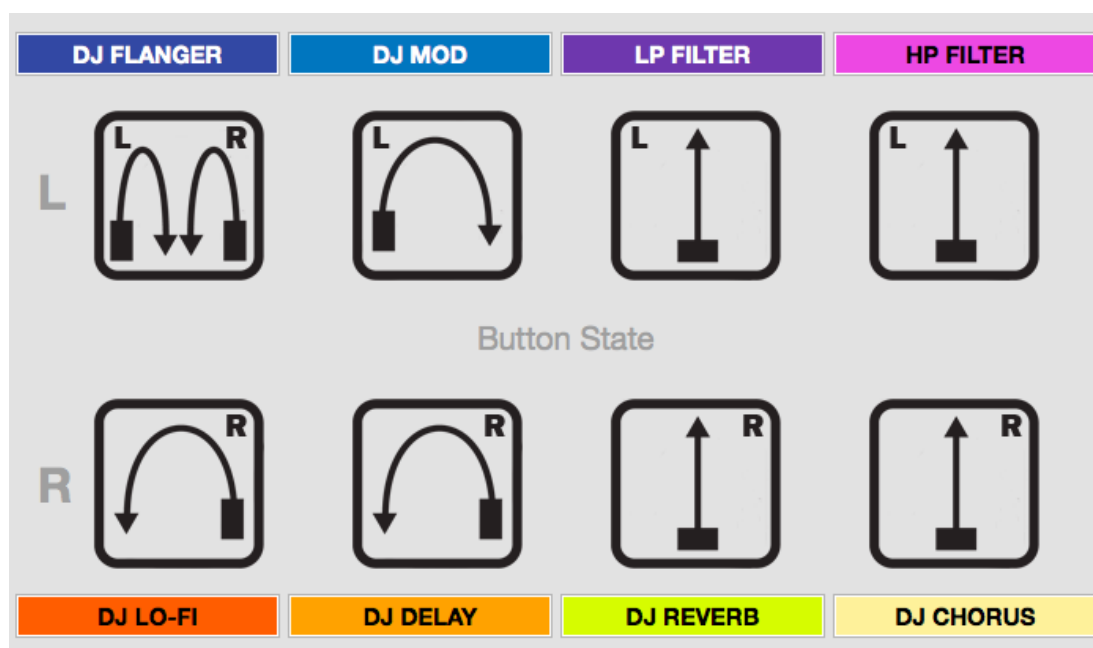 DJ FLANGER DJ MOD LP FILTER HP FILTER
L R L L L
L
Button State
R R R R
R
DJ LO-FI DJ DELAY DJ REVERB DJ CHORUS